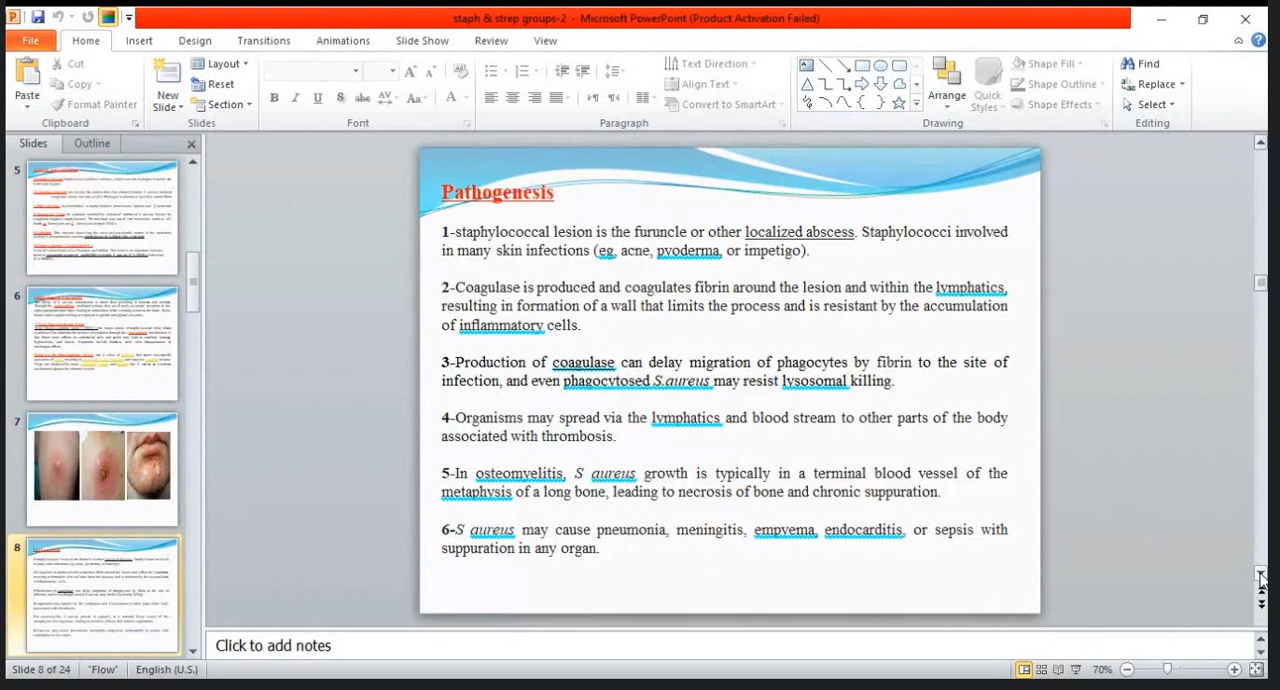 staph & strep groups-2 - Microsoft PowerPoint (Product Activation Failed)
File Home Insert Design Transitions Animations Slide Show Review View
Paste
Cut
Copy
Format Painter
Clipboard
New Slide
Layout
Reset
Section
Slides
Font
Text Direction
Align Text
Convert to SmartArt
Paragraph
Arrange
Quick Styles
Shape Fill
Shape Outline
Shape Effects
Drawing
Find
Replace
Select
Editing
Slides Outline
5
6
7
8
Pathogenesis
1-staphylococcal lesion is the furuncle or other localized abscess. Staphylococci involved
in many skin infections (eg, acne, pyoderma, or impetigo).
2-Coagulase is produced and coagulates fibrin around the lesion and within the lymphatics,
resulting in formation of a wall that limits the process and resistant by the accumulation
of inflammatory cells.
3-Production of coagulase can delay migration of phagocytes by fibrin to the site of
infection, and even phagocytosed S.aureus may resist lysosomal killing.
4-Organisms may spread via the lymphatics and blood stream to other parts of the body
associated with thrombosis.
5-In osteomyelitis, S aureus growth is typically in a terminal blood vessel of the
metaphysis of a long bone, leading to necrosis of bone and chronic suppuration.
6-S aureus may cause pneumonia, meningitis, empyema, endocarditis, or sepsis with
suppuration in any organ.
Click to add notes
Slide 8 of 24 "Flow" English (U.S.) 70%